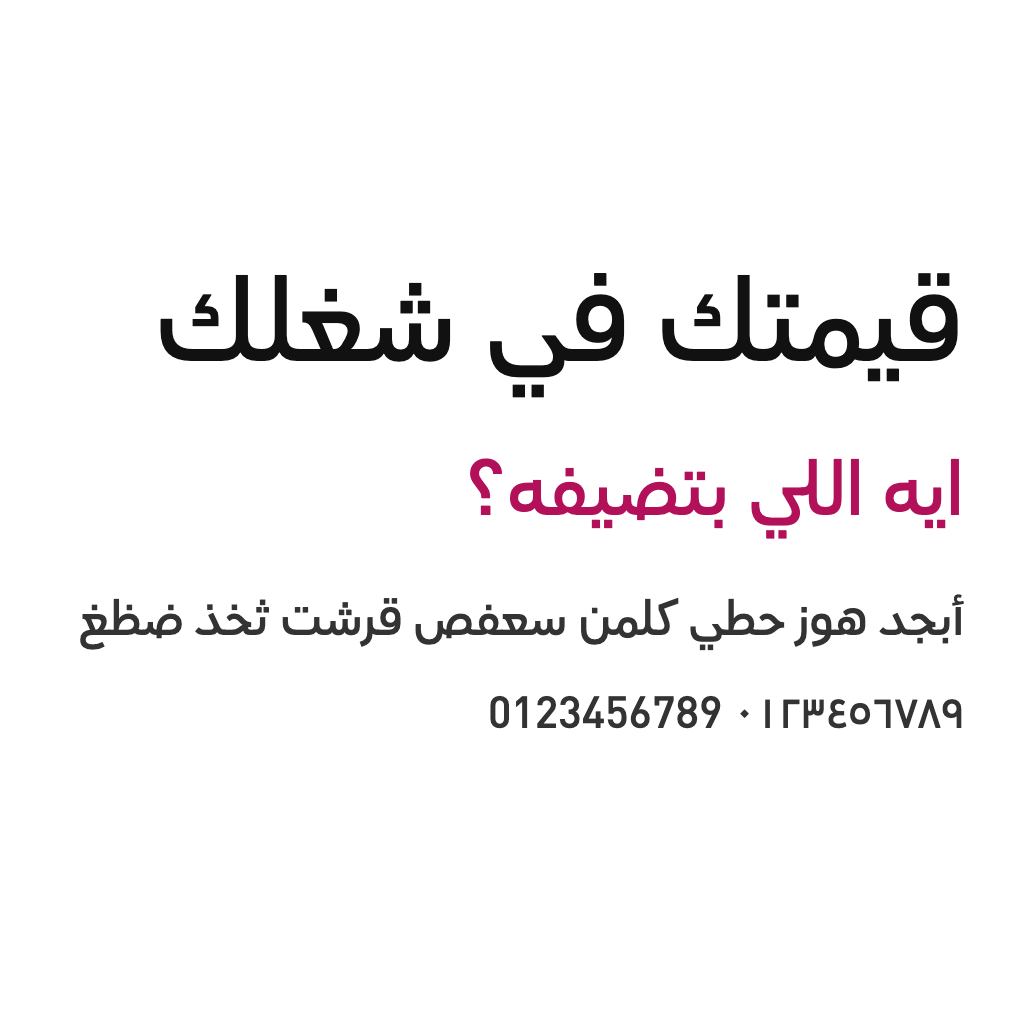 قيمتك في شغلك
ايه اللي بتضيفه؟
أبجد هوز حطي كلمن سعفص قرشت ثخذ ضظغ
0123456789 ٠١٢٣٤٥٦٧٨٩